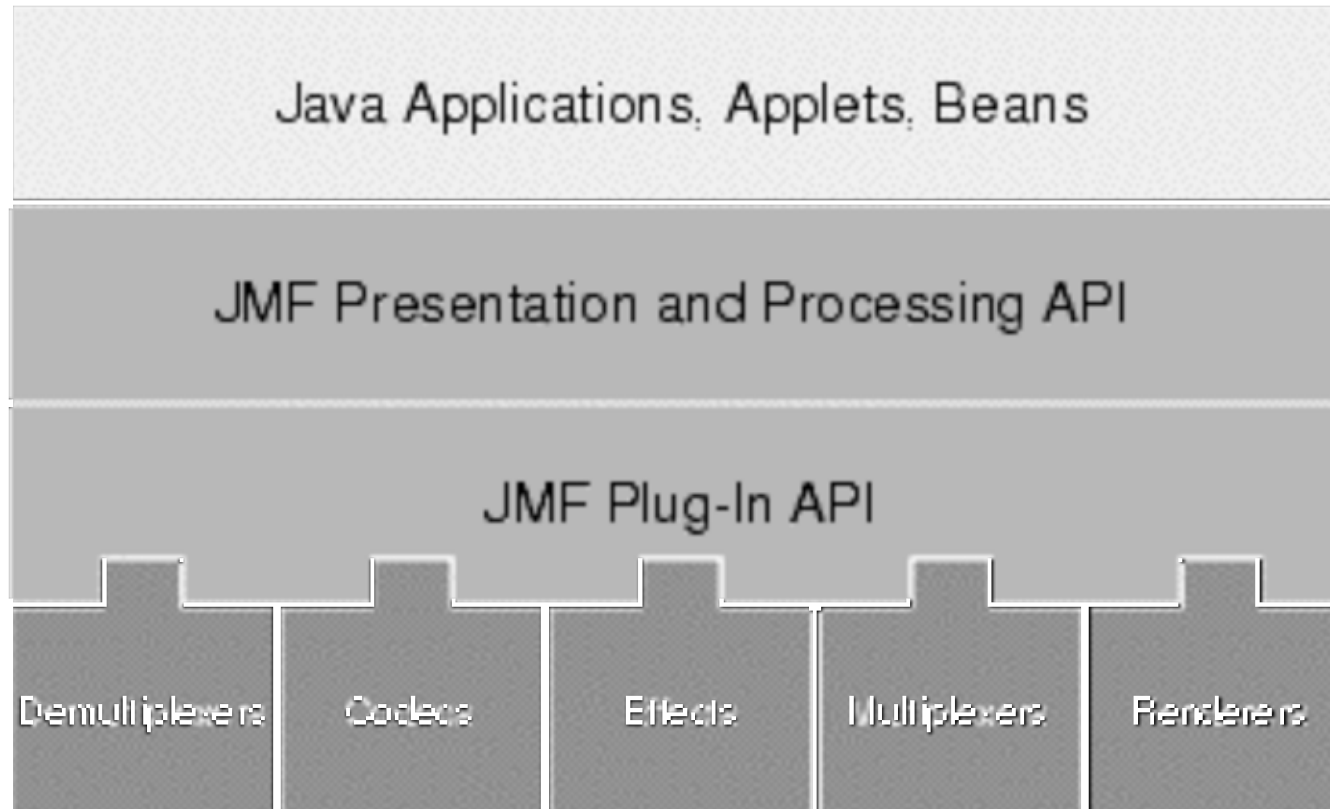 Java Applications, Applets, Beans
JMF Presentation and Processing API
JMF Plug-In API
Demultiplexers
Codecs
Effects
Multiplexers
Renderers